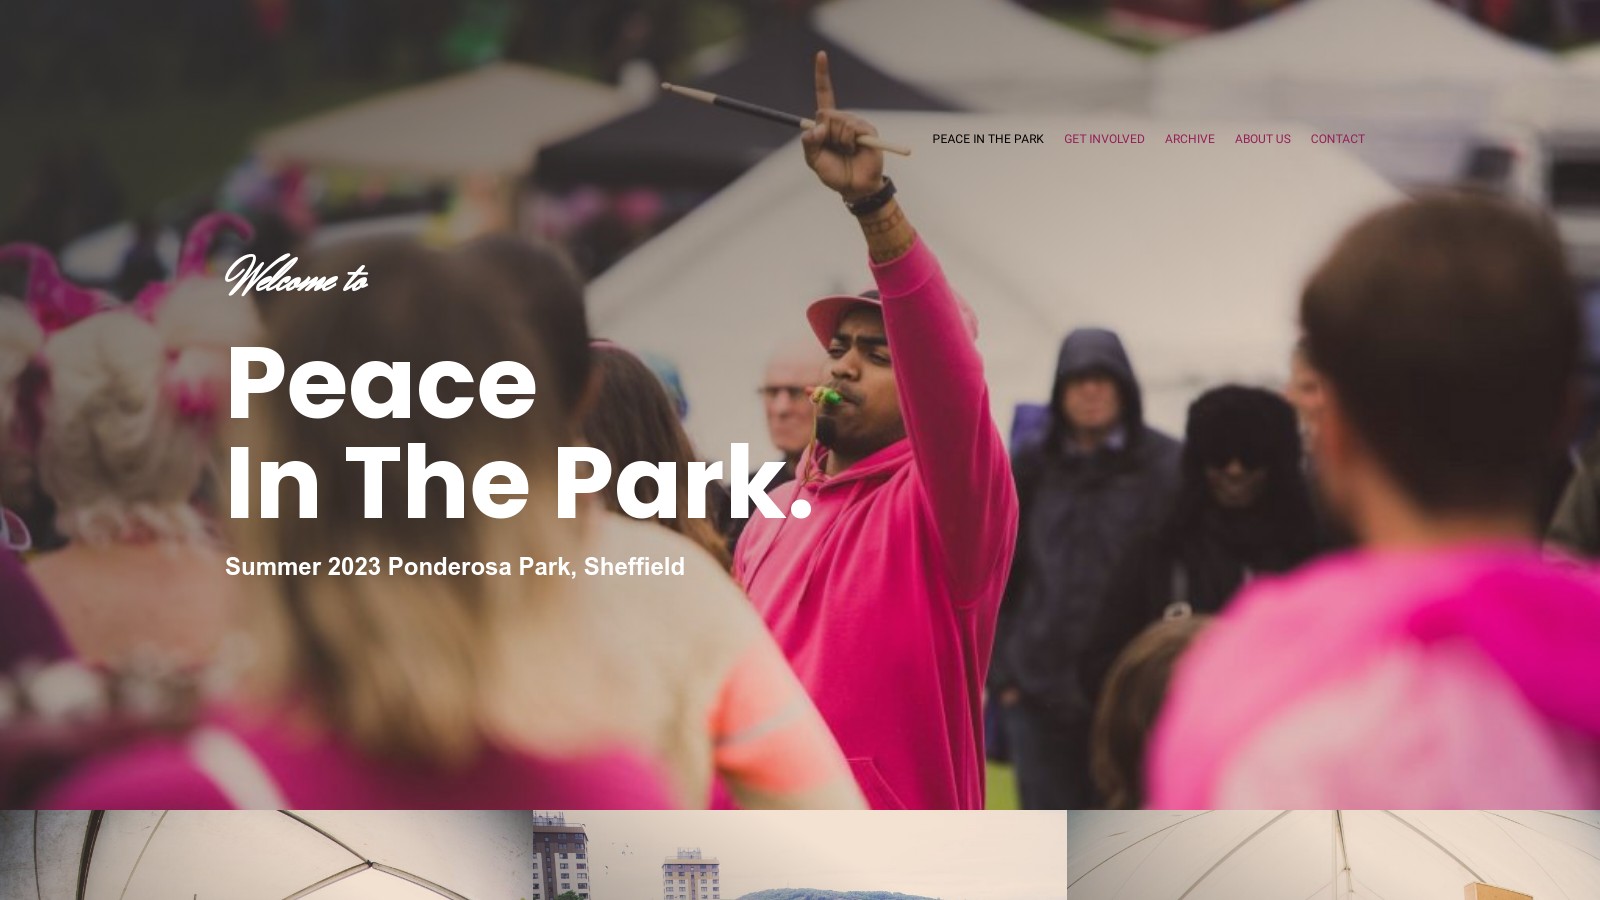 PEACE IN THE PARK GET INVOLVED ARCHIVE ABOUT US CONTACT
Welcome to
Peace
In The Park.
Summer 2023 Ponderosa Park, Sheffield